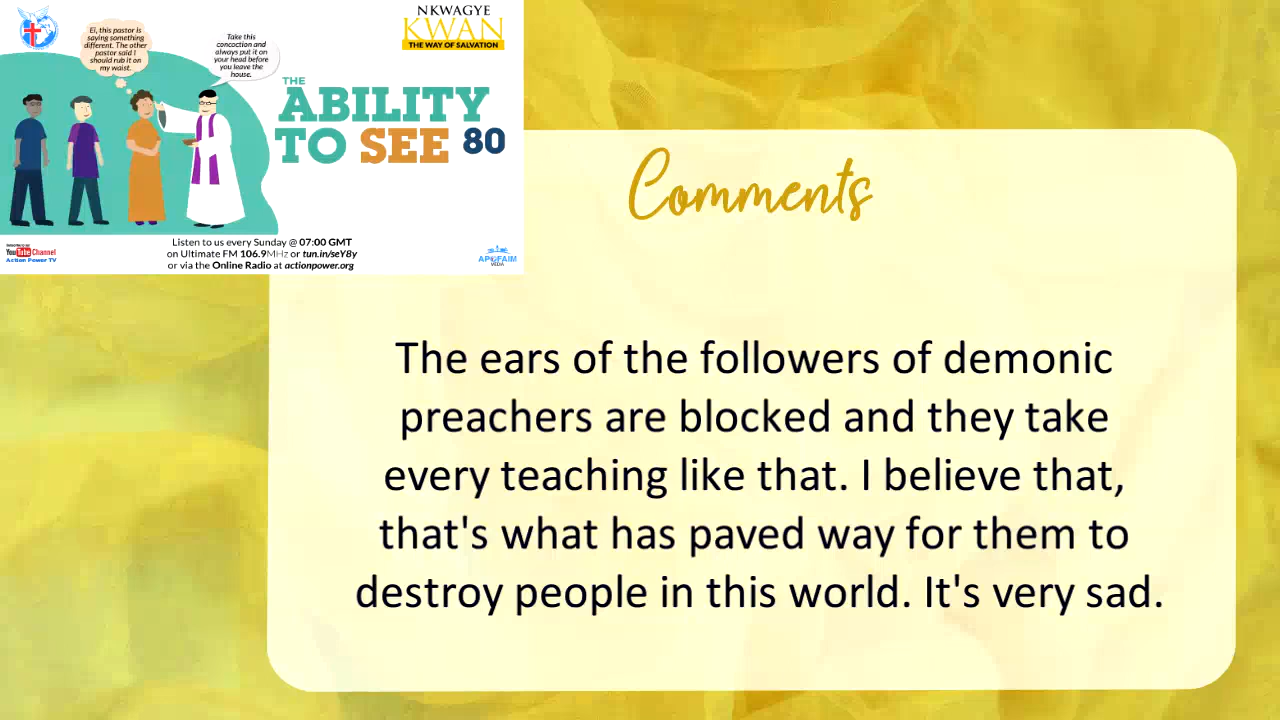 NKWAGYE
KWAN
THE WAY OF SALVATION
Ei, this pastor is
saying something
different. The other
pastor said I
should rub it on
my waist.
Take this
concoction and
always put it on
your head before
you leave the
house.
THE
ABILITY
TO SEE 80
Listen to us every Sunday @ 07:00 GMT
on Ultimate FM 106.9MHz or tun.in/seY8y
or via the Online Radio at actionpower.org
YouTube Channel
Action Power TV
APOFAIM
MEDIA
Comments
The ears of the followers of demonic
preachers are blocked and they take
every teaching like that. I believe that,
that's what has paved way for them to
destroy people in this world. It's very sad.